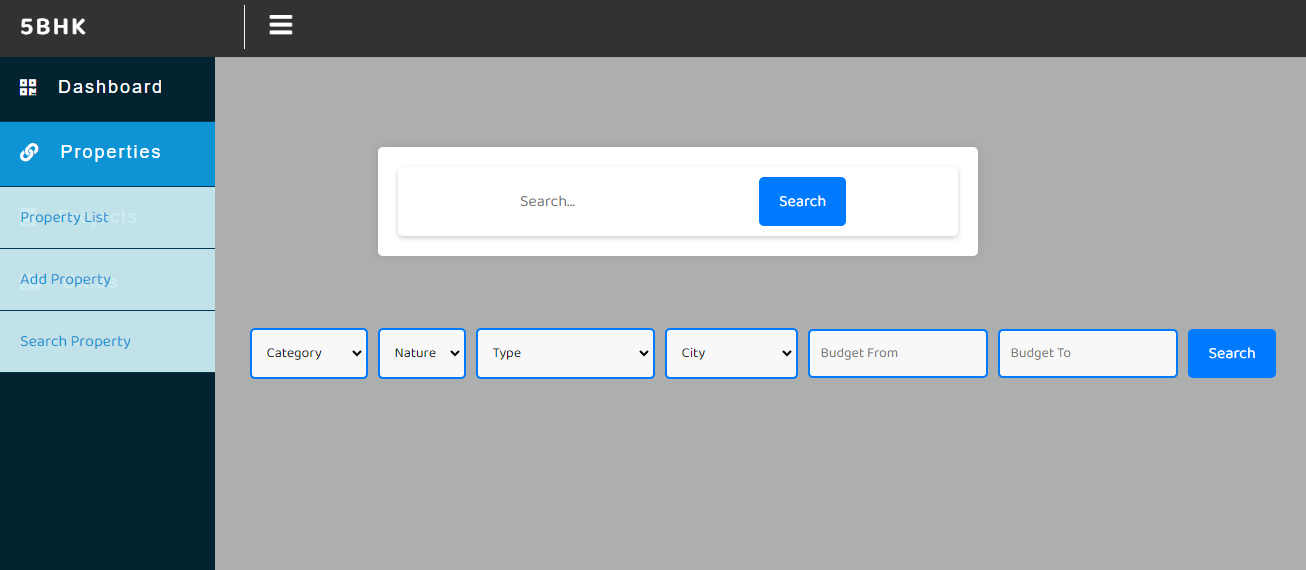 5BHK
Dashboard
Properties
Property List
Add Property
Search Property
Search...
Search
Category
Nature
Type
City
Budget From
Budget To
Search